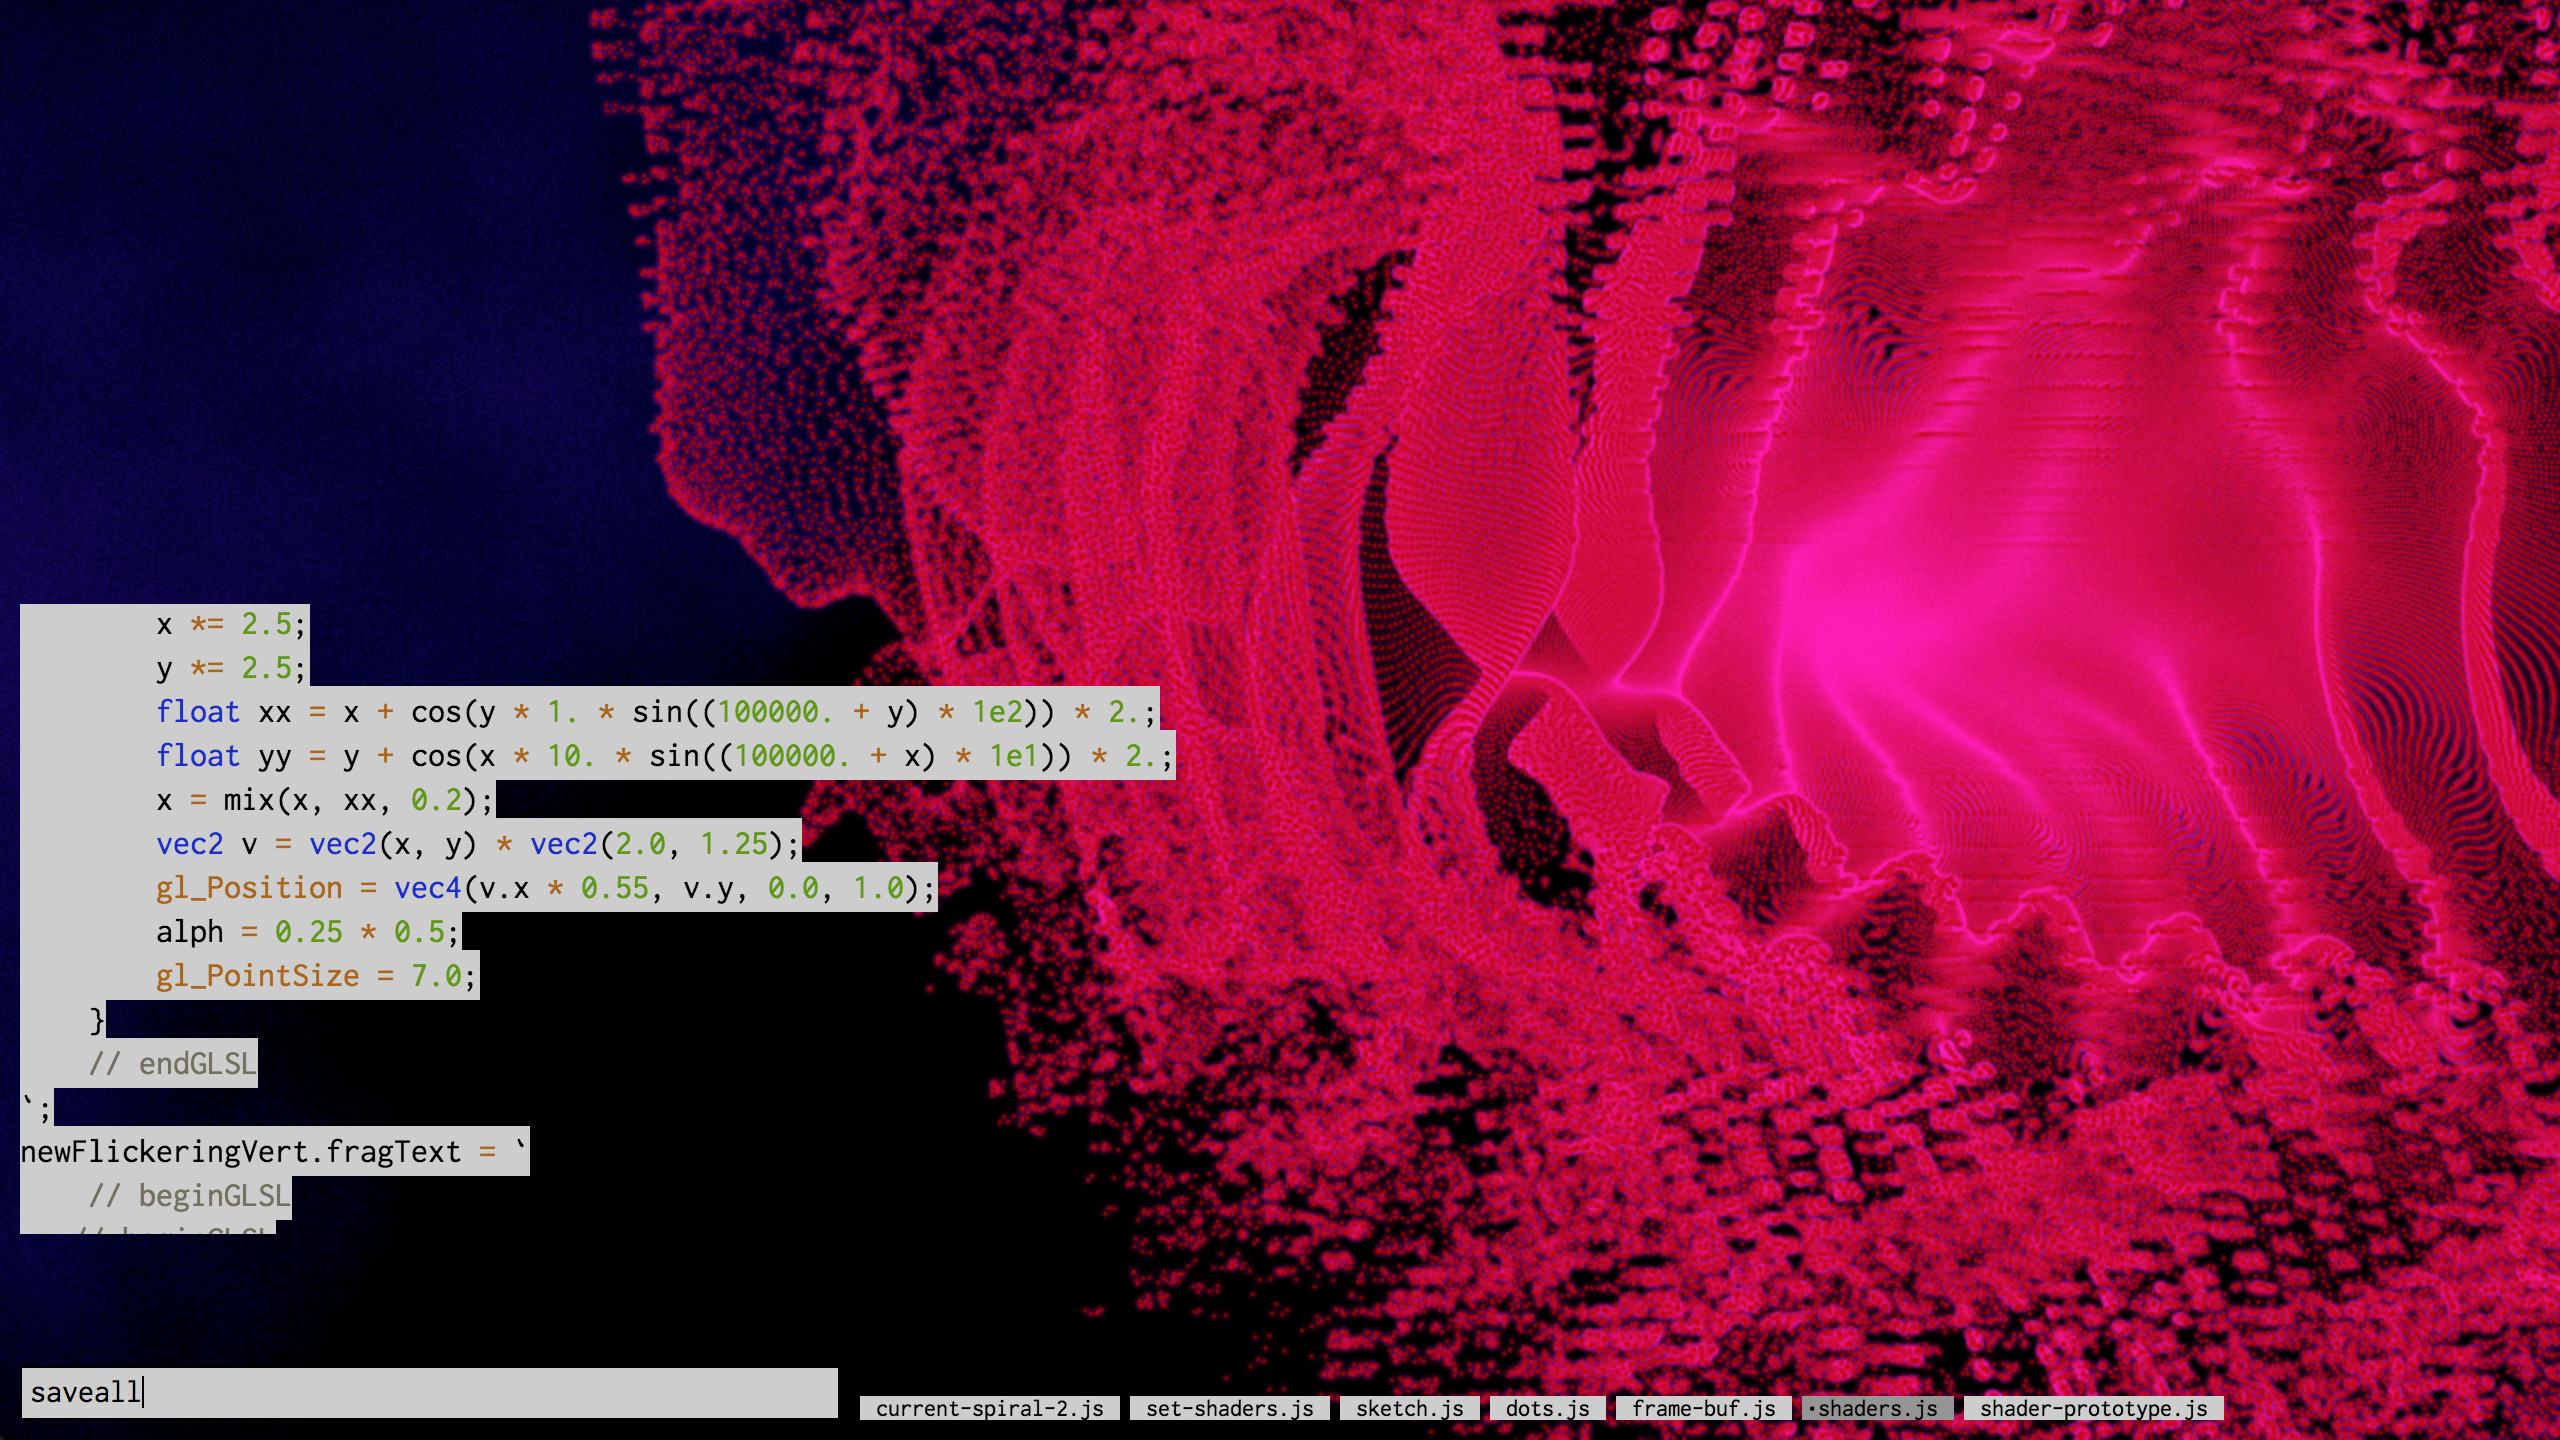 x *= 2.5;
y *= 2.5;
float xx = x + cos(y * 1. * sin((100000. + y) * 1e2)) * 2.;
float yy = y + cos(x * 10. * sin((100000. + x) * 1e1)) * 2.;
x = mix(x, xx, 0.2);
vec2 v = vec2(x, y) * vec2(2.0, 1.25);
gl_Position = vec4(v.x * 0.55, v.y, 0.0, 1.0);
alph = 0.25 * 0.5;
gl_PointSize = 7.0;
}
// endGLSL
`;
newFlickeringVert.fragText = `
// beginGLSL
// beginGLSL
saveall
current-spiral-2.js set-shaders.js sketch.js dots.js frame-buf.js •shaders.js shader-prototype.js